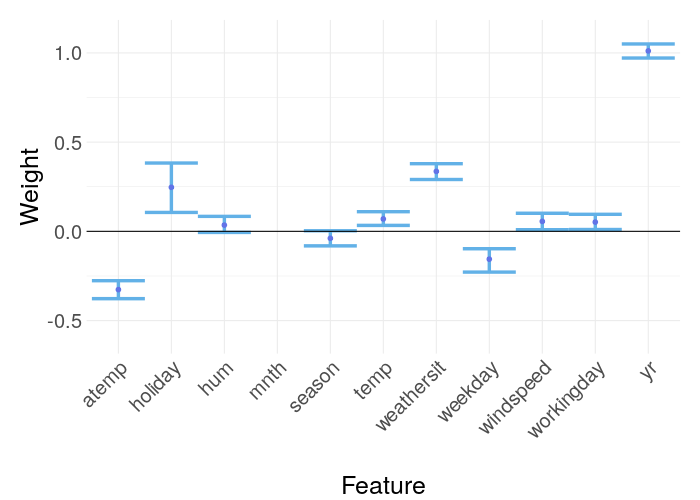 Weight
1.0
0.5
0.0
-0.5
atemp
holiday
hum
mnth
season
temp
weathersit
weekday
windspeed
workingday
yr
Feature